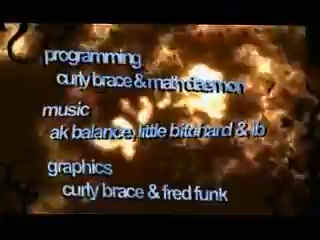 programming
curly brace & math daemon
music
ak balance, little bitchard & -lb
graphics
curly brace & fred funk